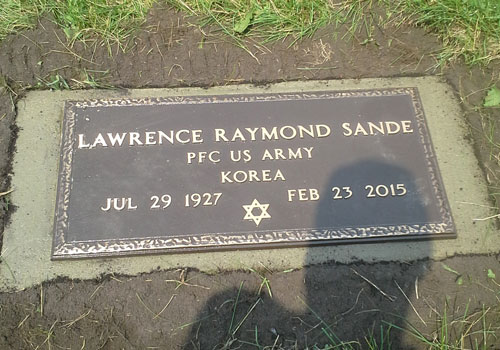 LAWRENCE RAYMOND SANDE
PFC US ARMY
KOREA
JUL 29 1927 FEB 23 2015